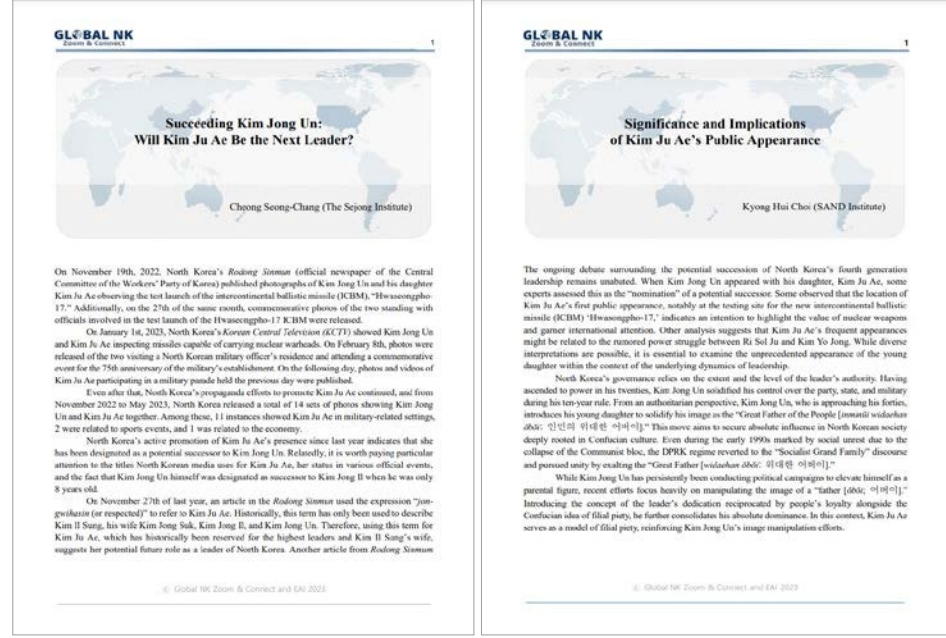 GLOBAL NK
Zoom & Connect
1
Succeeding Kim Jong Un:
Will Kim Ju Ae Be the Next Leader?
Cheong Seong-Chang (The Sejong Institute)
On November 19th, 2022, North Korea's Rodong Sinmun (official newspaper of the Central
Committee of the Workers' Party of Korea) published photographs of Kim Jong Un and his daughter
Kim Ju Ae observing the test launch of the intercontinental ballistic missile (ICBM), "Hwaseongpho-
17." Additionally, on the 27th of the same month, commemorative photos of the two standing with
officials involved in the test launch of the Hwaseongpho-17 ICBM were released.
On January 1st, 2023, North Korea's Korean Central Television (KCTV) showed Kim Jong Un
and Kim Ju Ae inspecting missiles capable of carrying nuclear warheads. On February 8th, photos were
released of the two visiting a North Korean military officer's residence and attending a commemorative
event for the 75th anniversary of the military's establishment. On the following day, photos and videos of
Kim Ju Ae participating in a military parade held the previous day were published.
Even after that, North Korea's propaganda efforts to promote Kim Ju Ae continued, and from
November 2022 to May 2023, North Korea released a total of 14 sets of photos showing Kim Jong
Un and Kim Ju Ae together. Among these, 11 instances showed Kim Ju Ae in military-related settings,
2 were related to sports events, and 1 was related to the economy.
North Korea's active promotion of Kim Ju Ae's presence since last year indicates that she
has been designated as a potential successor to Kim Jong Un. Relatedly, it is worth paying particular
attention to the titles North Korean media uses for Kim Ju Ae, her status in various official events,
and the fact that Kim Jong Un himself was designated as successor to Kim Jong Il when he was only
8 years old.
On November 27th of last year, an article in the Rodong Sinmun used the expression "jon-
gwihasin (or respected)" to refer to Kim Ju Ae. Historically, this term has only been used to describe
Kim Il Sung, his wife Kim Jong Suk, Kim Jong Il, and Kim Jong Un. Therefore, using this term for
Kim Ju Ae, which has historically been reserved for the highest leaders and Kim Il Sung's wife,
suggests her potential future role as a leader of North Korea. Another article from Rodong Sinmun
© Global NK Zoom & Connect and EAI 2023
GLOBAL NK
Zoom & Connect
1
Significance and Implications
of Kim Ju Ae's Public Appearance
Kyong Hui Choi (SAND Institute)
The ongoing debate surrounding the potential succession of North Korea's fourth generation
leadership remains unabated. When Kim Jong Un appeared with his daughter, Kim Ju Ae, some
experts assessed this as the "nomination" of a potential successor. Some observed that the location of
Kim Ju Ae's first public appearance, notably at the testing site for the new intercontinental ballistic
missile (ICBM) 'Hwasongpho-17,' indicates an intention to highlight the value of nuclear weapons
and garner international attention. Other analysis suggests that Kim Ju Ae's frequent appearances
might be related to the rumored power struggle between Ri Sol Ju and Kim Yo Jong. While diverse
interpretations are possible, it is essential to examine the unprecedented appearance of the young
daughter within the context of the underlying dynamics of leadership.
North Korea's governance relies on the extent and the level of the leader's authority. Having
ascended to power in his twenties, Kim Jong Un solidified his control over the party, state, and military
during his ten-year rule. From an authoritarian perspective, Kim Jong Un, who is approaching his forties,
introduces his young daughter to solidify his image as the "Great Father of the People [inmanŭi widaehan
ŏbŏi: 인민의 위대한 어버이]." This move aims to secure absolute influence in North Korean society
deeply rooted in Confucian culture. Even during the early 1990s marked by social unrest due to the
collapse of the Communist bloc, the DPRK regime reverted to the "Socialist Grand Family" discourse
and pursued unity by exalting the "Great Father [widaehan ŏbŏi: 위대한 어버이]."
While Kim Jong Un has persistently been conducting political campaigns to elevate himself as a
parental figure, recent efforts focus heavily on manipulating the image of a "father [ŏbŏi; 어버이]."
Introducing the concept of the leader's dedication reciprocated by people's loyalty alongside the
Confucian idea of filial piety, he further consolidates his absolute dominance. In this context, Kim Ju Ae
serves as a model of filial piety, reinforcing Kim Jong Un's image manipulation efforts.
© Global NK Zoom & Connect and EAI 2023